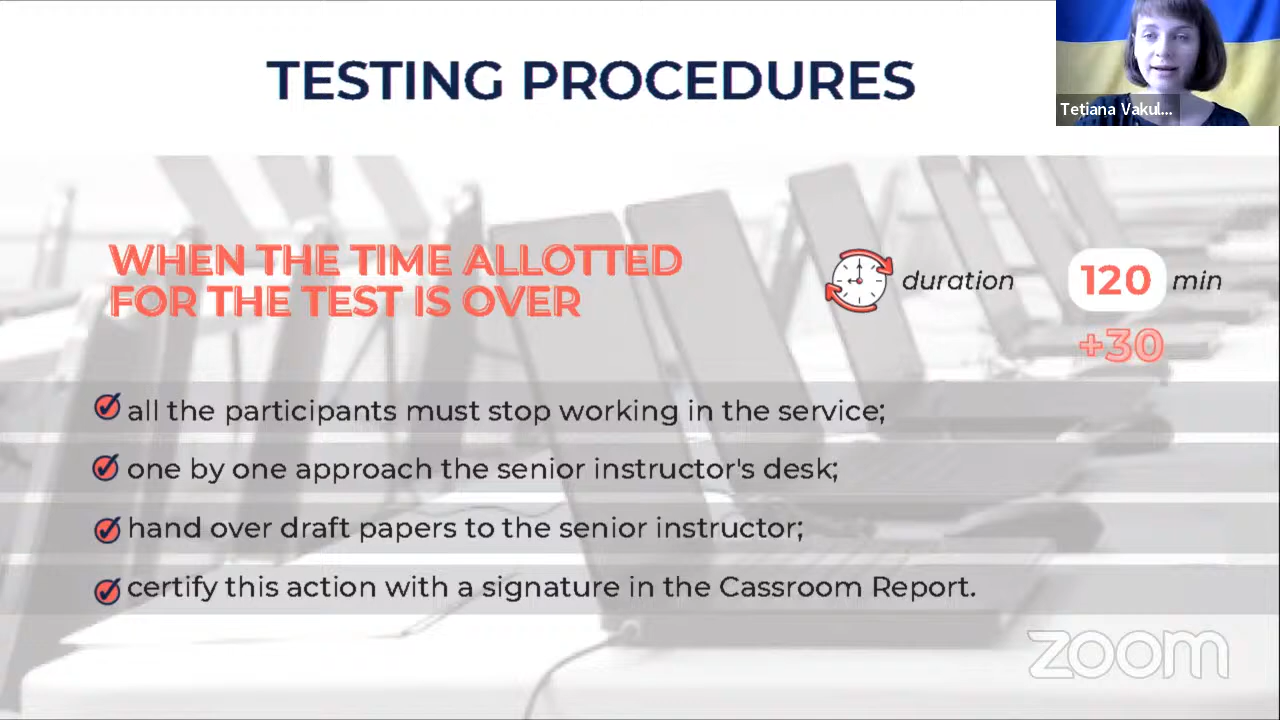 TESTING PROCEDURES
Tetiana Vakul...
WHEN THE TIME ALLOTTED
FOR THE TEST IS OVER
duration 120 min
+30
all the participants must stop working in the service;
one by one approach the senior instructor's desk;
hand over draft papers to the senior instructor;
certify this action with a signature in the Cassroom Report.
zoom